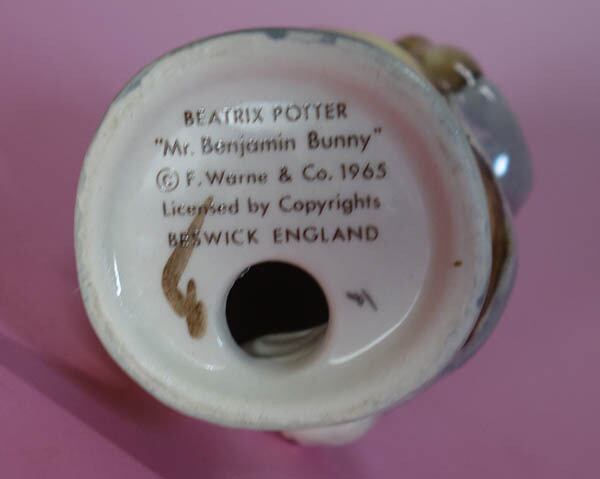 BEATRIX POTTER
"Mr. Benjamin Bunny"
© F. Warne & Co. 1965
Licensed by Copyrights
BESWICK ENGLAND